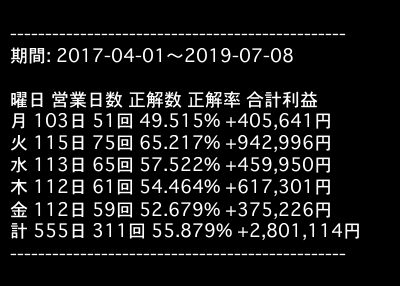 ------------------------------------------------
期間: 2017-04-01〜2019-07-08
曜日 営業日数 正解数 正解率 合計利益
月 103日 51回 49.515% +405,641円
火 115日 75回 65.217% +942,996円
水 113日 65回 57.522% +459,950円
木 112日 61回 54.464% +617,301円
金 112日 59回 52.679% +375,226円
計 555日 311回 55.879% +2,801,114円
------------------------------------------------